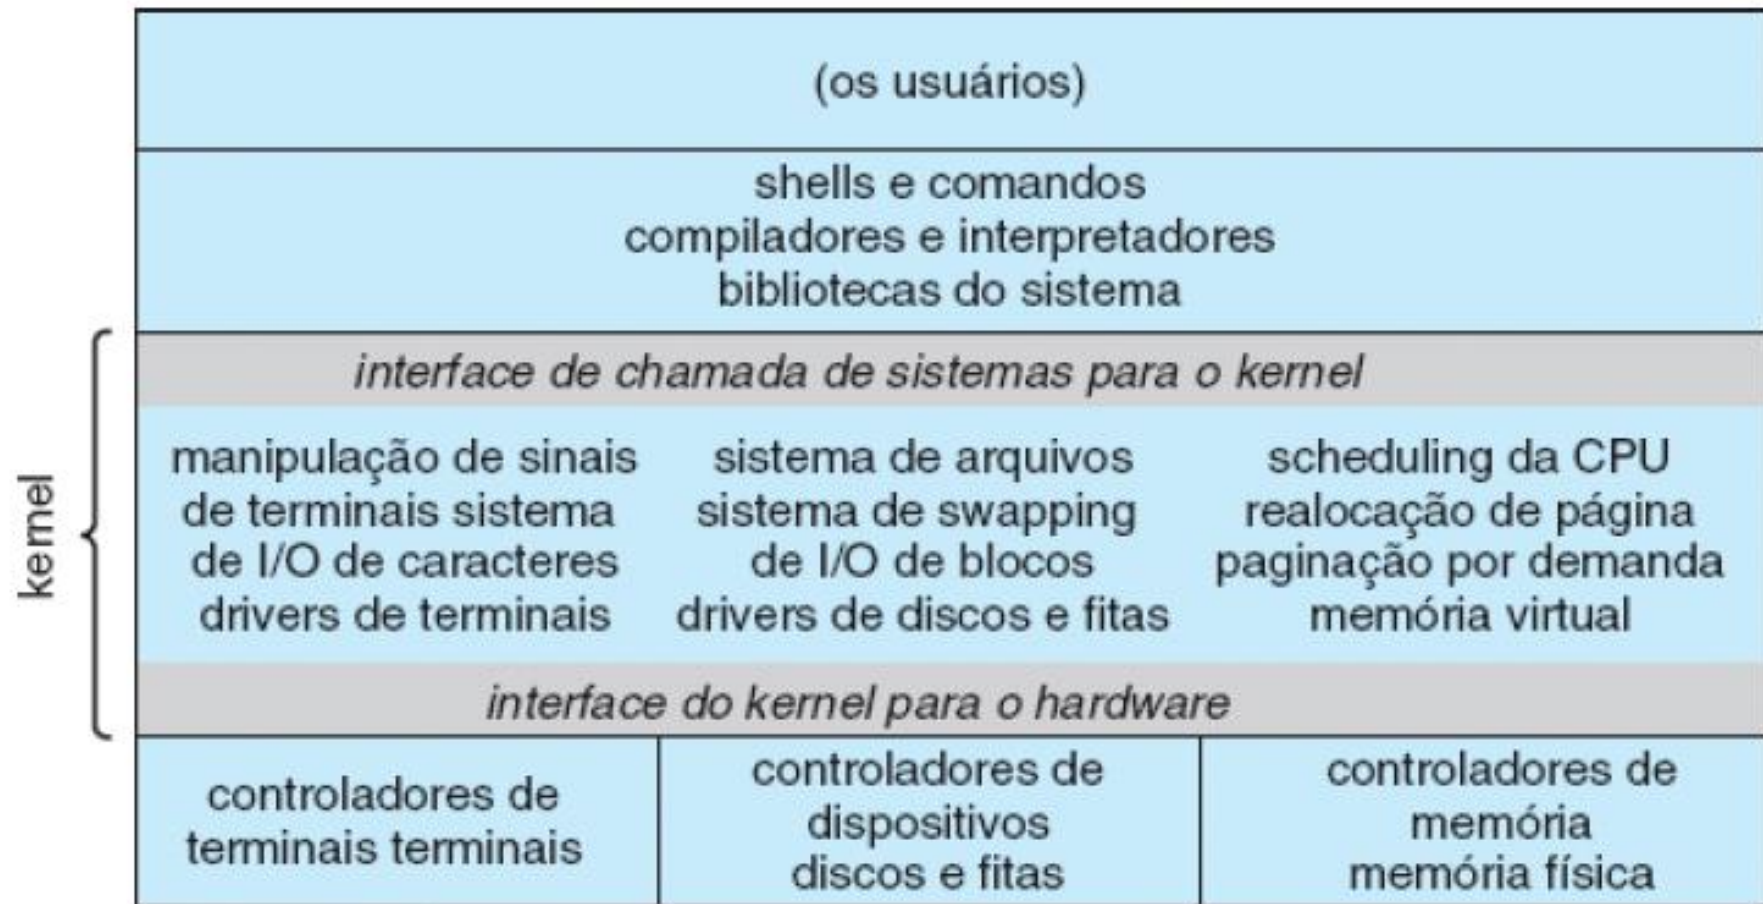 (os usuários)
shells e comandos
compiladores e interpretadores
bibliotecas do sistema
kernel
interface de chamada de sistemas para o kernel
manipulação de sinais
de terminais sistema
de I/O de caracteres
drivers de terminais
sistema de arquivos
sistema de swapping
de I/O de blocos
drivers de discos e fitas
scheduling da CPU
realocação de página
paginação por demanda
memória virtual
interface do kernel para o hardware
controladores de
terminais terminais
controladores de
dispositivos
discos e fitas
controladores de
memória
memória física